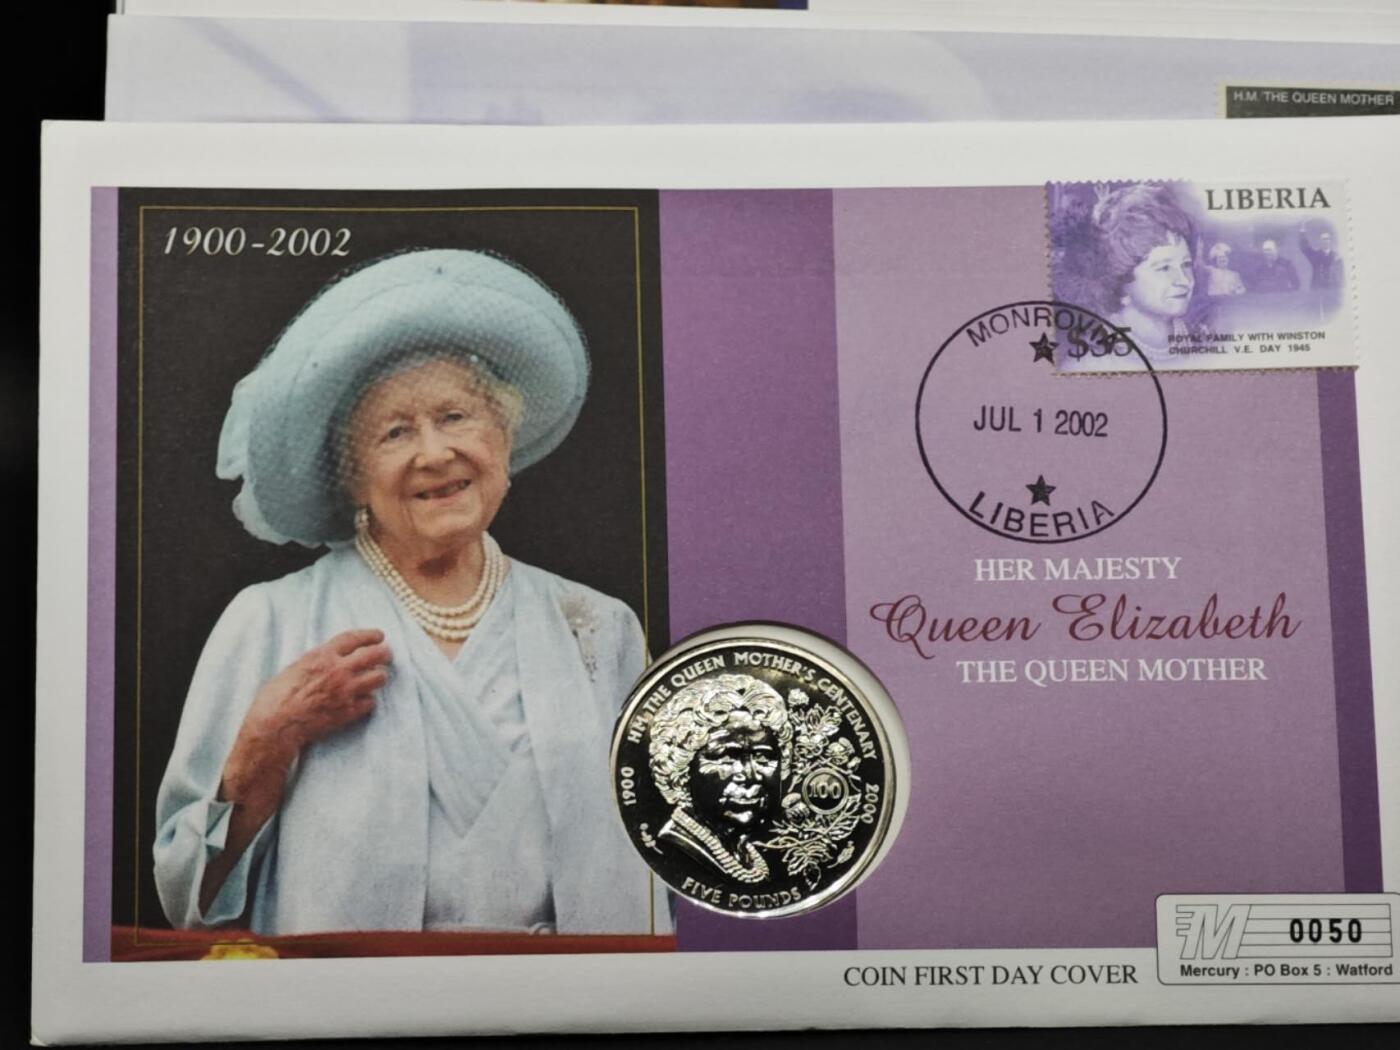 H.M. THE QUEEN MOTHER
1900-2002
LIBERIA
ROYAL FAMILY WITH WINSTON
CHURCHILL V.E. DAY 1945
$35
MONROVIA
JUL 1 2002
LIBERIA
HER MAJESTY
Queen Elizabeth
THE QUEEN MOTHER
HM THE QUEEN MOTHER'S CENTENARY
1900
100
2000
FIVE POUNDS
M 0050
Mercury : PO Box 5 : Watford
COIN FIRST DAY COVER